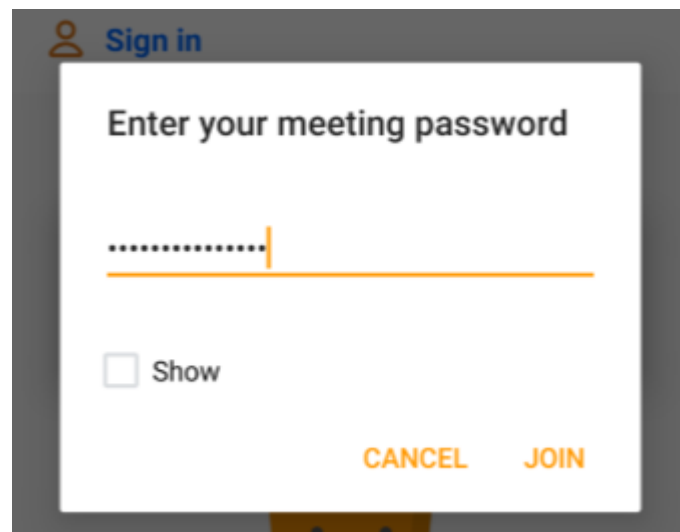 Sign in
Enter your meeting password
•••••••••••••••
Show
CANCEL JOIN